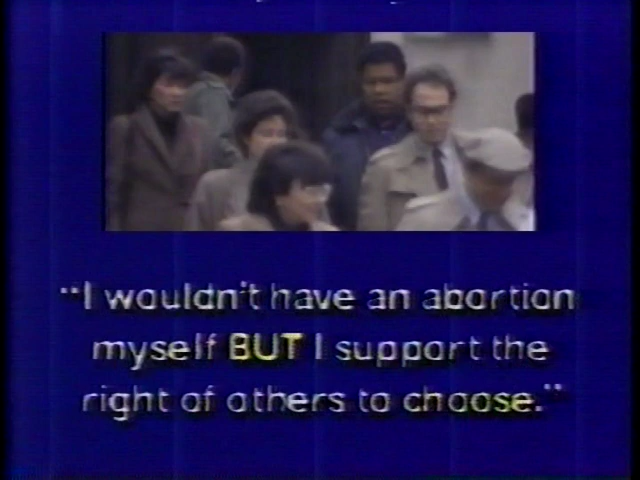 "I wouldn't have an abortion
myself BUT I support the
right of others to choose."